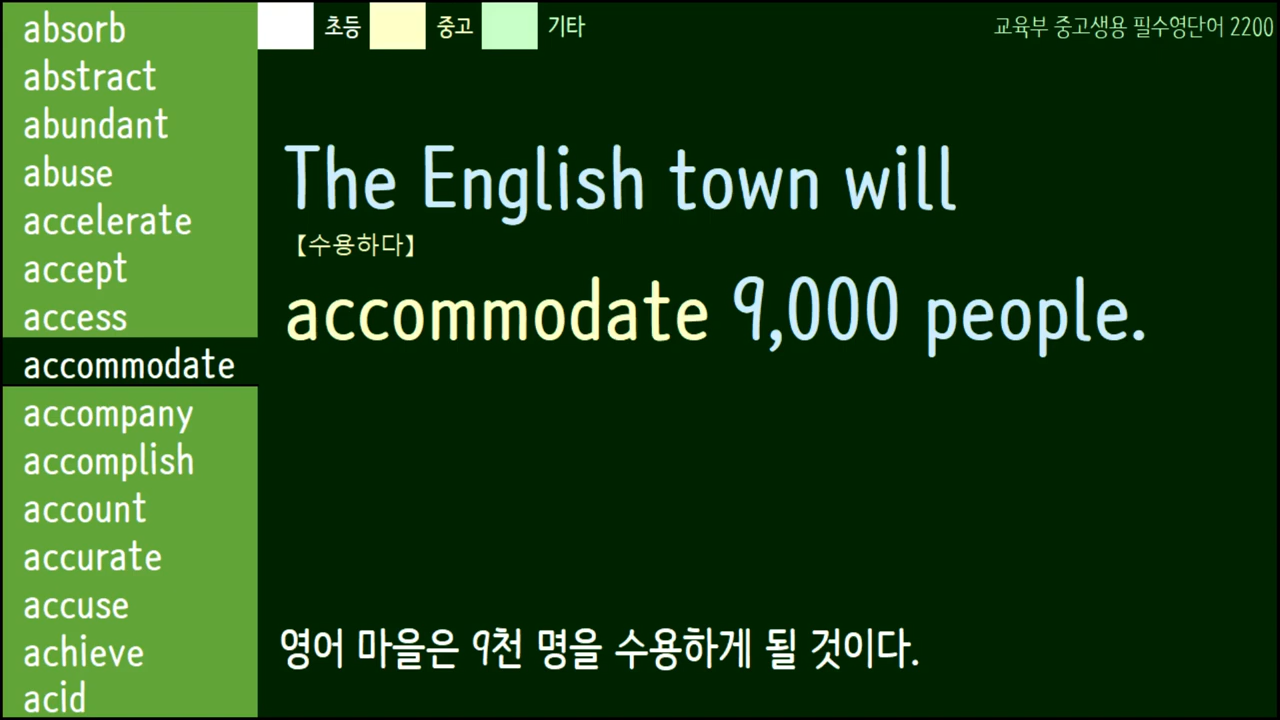 absorb
abstract
abundant
abuse
accelerate
accept
access
accommodate
accompany
accomplish
account
accurate
accuse
achieve
acid
초등 중고 기타
교육부 중고생용 필수영단어 2200
The English town will
【수용하다】
accommodate 9,000 people.
영어 마을은 9천 명을 수용하게 될 것이다.